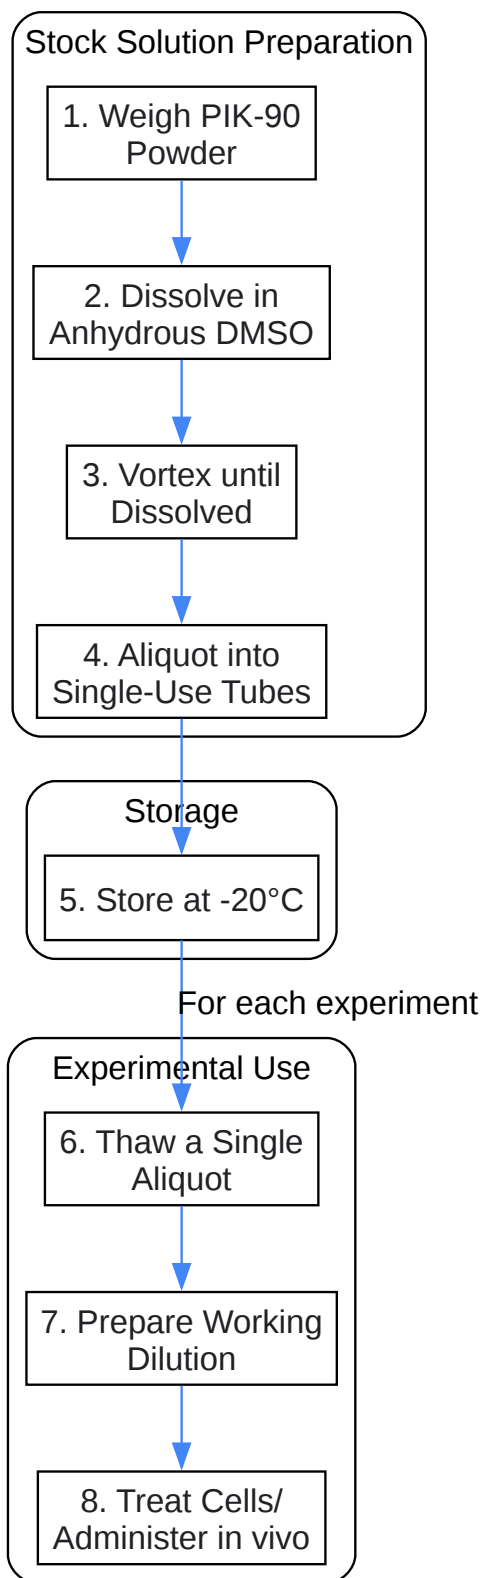 Stock Solution Preparation
1. Weigh PIK-90
Powder
2. Dissolve in
Anhydrous DMSO
3. Vortex until
Dissolved
4. Aliquot into
Single-Use Tubes
Storage
5. Store at -20°C
For each experiment
Experimental Use
6. Thaw a Single
Aliquot
7. Prepare Working
Dilution
8. Treat Cells/
Administer in vivo